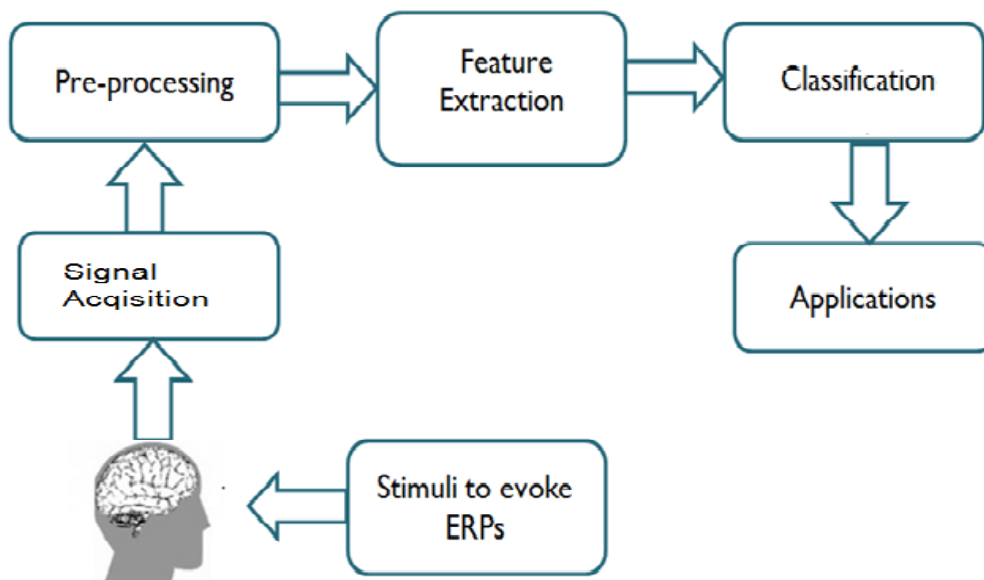 Pre-processing
Feature
Extraction
Classification
Signal
Acqisition
Applications
Stimuli to evoke
ERPs